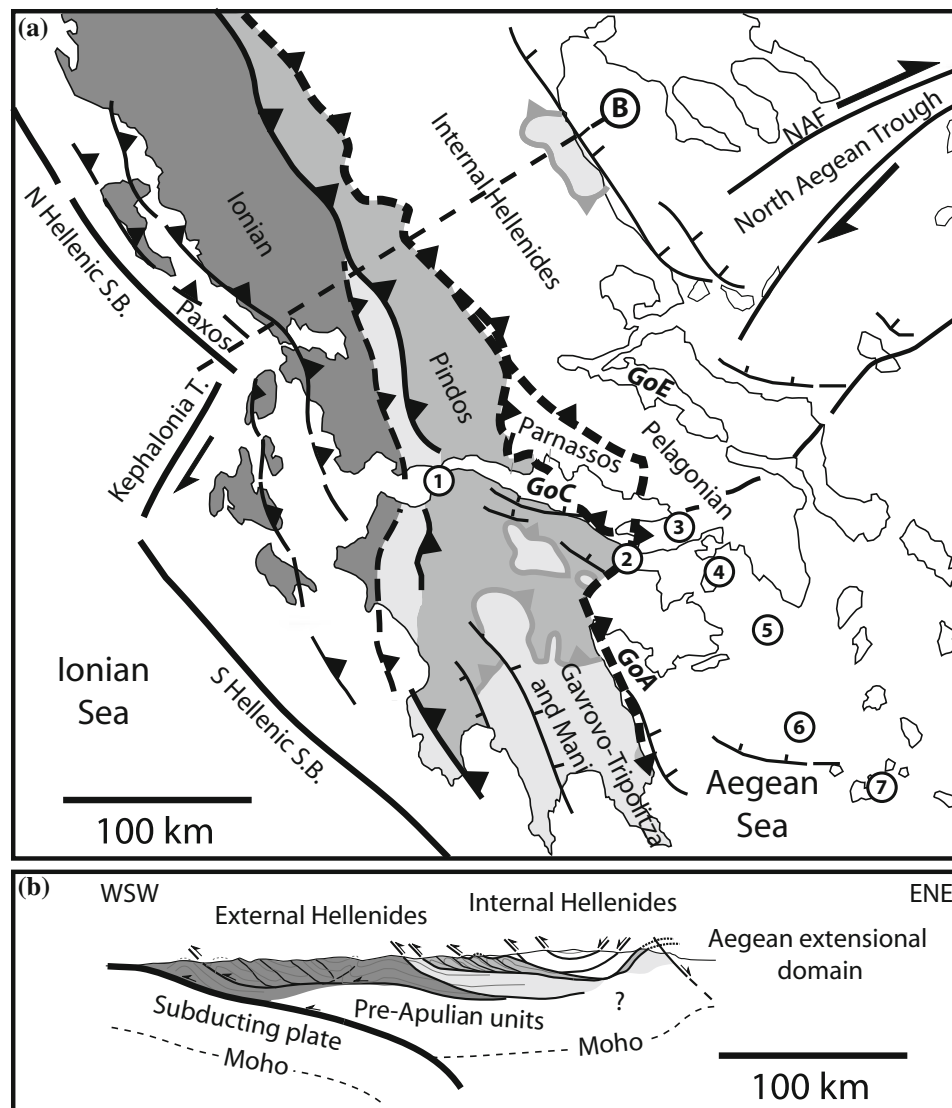 (a)
B
NAF
North Aegean Trough
Internal Hellenides
Ionian
N Hellenic S.B.
Paxos
Kephalonia T.
Pindos
GoE
Parnassos
Pelagonian
GoC
1
2
3
4
5
6
7
GoA
Gavrovo-Tripolitza
and Mani
Ionian
Sea
S Hellenic S.B.
Aegean
Sea
100 km
(b)
WSW
ENE
External Hellenides
Internal Hellenides
Aegean extensional
domain
Pre-Apulian units
?
Subducting plate
Moho
Moho
100 km